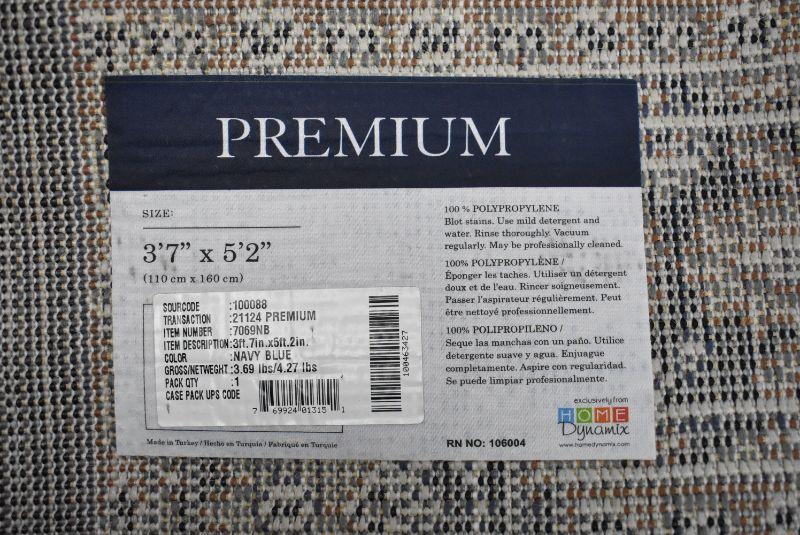 PREMIUM
SIZE:
3'7" x 5'2"
(110 cm x 160 cm)
SOURCODE :100088
TRANSACTION :21124 PREMIUM
ITEM NUMBER :7069NB
ITEM DESCRIPTION:3ft.7in.x5ft.2in.
COLOR :NAVY BLUE
GROSS/NETWEIGHT :3.69 lbs/4.27 lbs
PACK QTY :1
CASE PACK UPS CODE
7 69924 01315 1
100463427
Made in Turkey / Hecho en Turquía / Fabriqué en Turquie
100 % POLYPROPYLENE
Blot stains. Use mild detergent and
water. Rinse thoroughly. Vacuum
regularly. May be professionally cleaned.
100% POLYPROPYLÈNE /
Éponger les taches. Utiliser un détergent
doux et de l'eau. Rincer soigneusement.
Passer l'aspirateur régulièrement. Peut
être nettoyé professionnellement.
100% POLIPROPILENO /
Seque las manchas con un paño. Utilice
detergente suave y agua. Enjuague
completamente. Aspire con regularidad.
Se puede limpiar profesionalmente.
exclusively from
HOME
Dynamix
www.homedynamix.com
RN NO: 106004